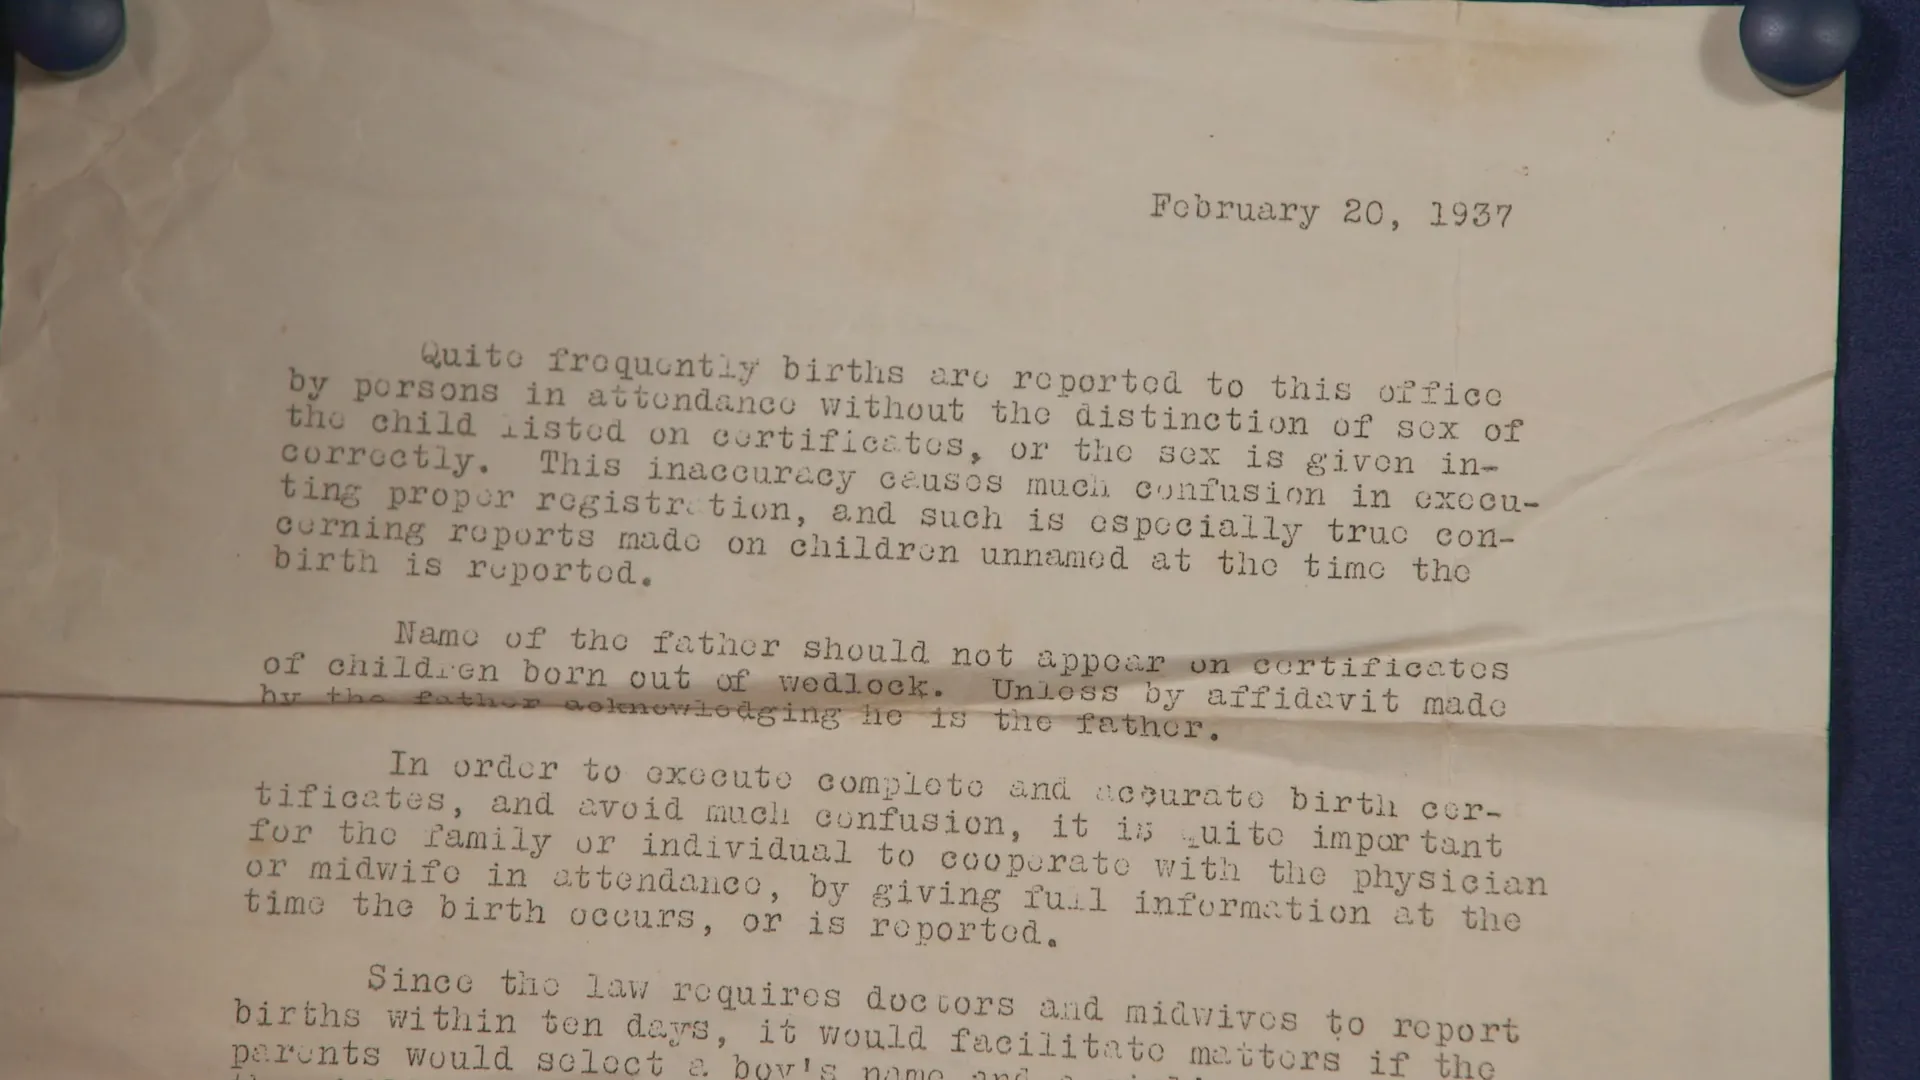 February 20, 1937
Quite frequently births are reported to this office
by persons in attendance without the distinction of sex of
the child listed on certificates, or the sex is given in-
correctly. This inaccuracy causes much confusion in execu-
ting proper registration, and such is especially true con-
cerning reports made on children unnamed at the time the
birth is reported.
Name of the father should not appear on certificates
of children born out of wedlock. Unless by affidavit made
by the father acknowledging he is the father.
In order to execute complete and accurate birth cer-
tificates, and avoid much confusion, it is quite important
for the family or individual to cooperate with the physician
or midwife in attendance, by giving full information at the
time the birth occurs, or is reported.
Since the law requires doctors and midwives to report
births within ten days, it would facilitate matters if the
parents would select a boy's name and